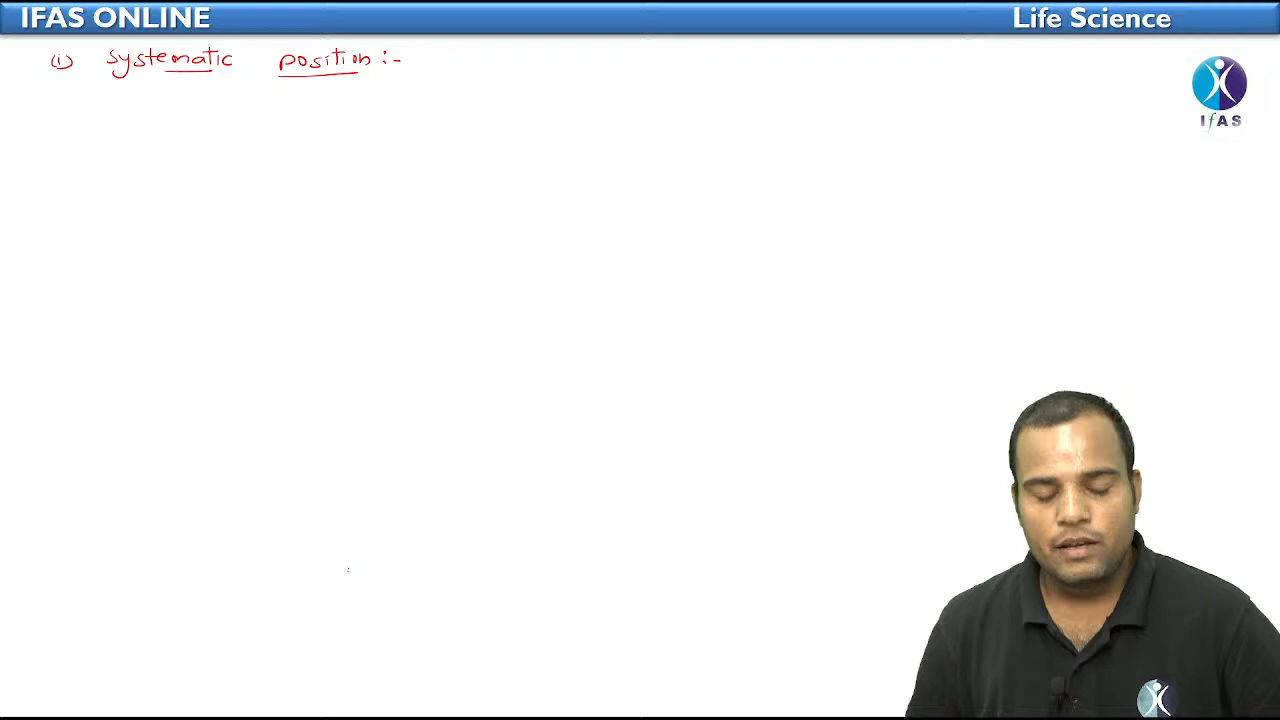 IFAS ONLINE
Life Science
(i) systematic position :-
IfAS